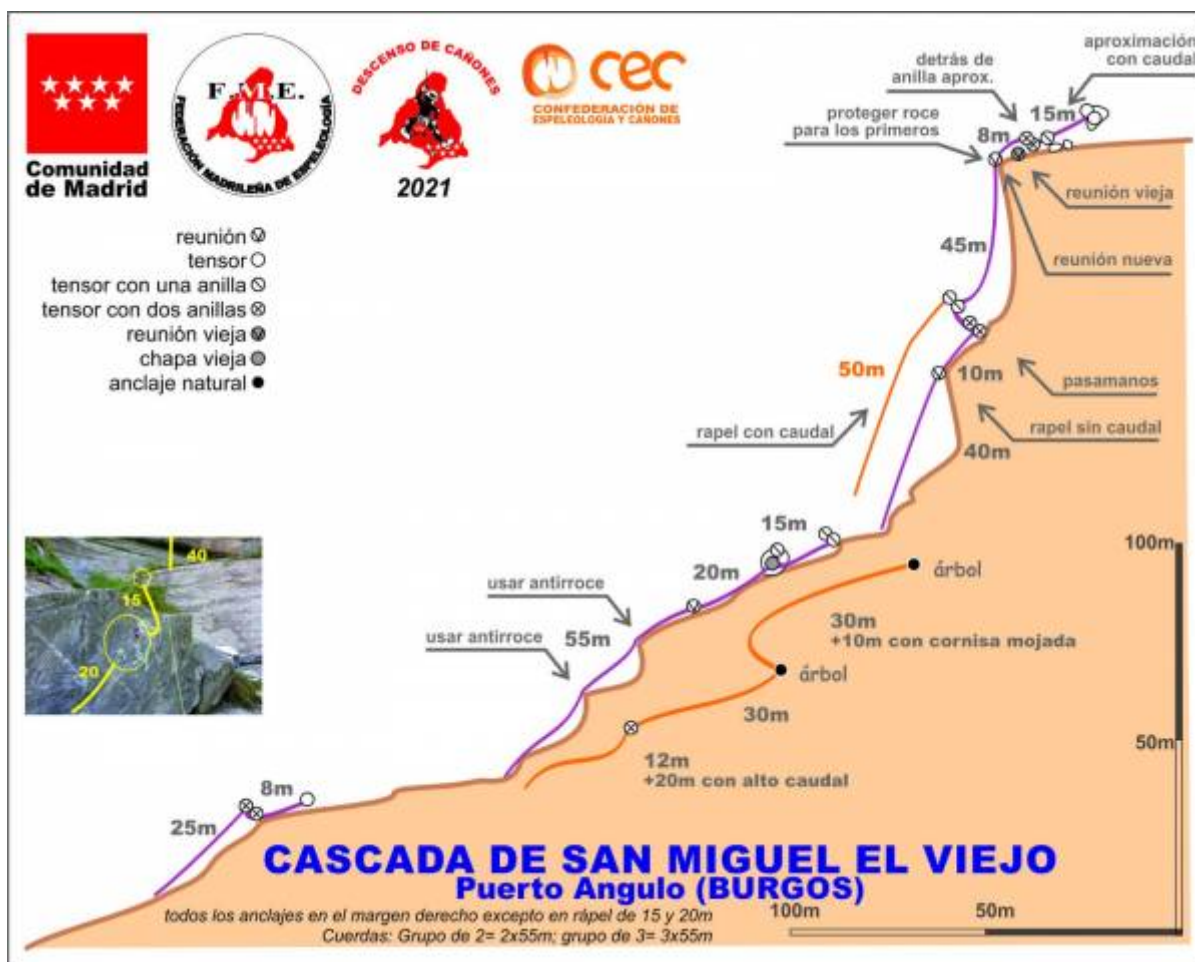 Comunidad
de Madrid
F.M.E.
FEDERACIÓN MADRILEÑA DE ESPELEOLOGÍA
DESCENSO DE CAÑONES
2021
cec
CONFEDERACIÓN DE
ESPELEOLOGÍA Y CAÑONES
reunión
tensor
tensor con una anilla
tensor con dos anillas
reunión vieja
chapa vieja
anclaje natural
aproximación
con caudal
detrás de
anilla aprox.
15m
proteger roce
para los primeros
8m
reunión vieja
reunión nueva
45m
50m
10m
pasamanos
rapel con caudal
rapel sin caudal
40m
15m
20m
100m
árbol
usar antirroce
usar antirroce
55m
30m
+10m con cornisa mojada
árbol
30m
50m
12m
+20m con alto caudal
40
15
20
8m
25m
CASCADA DE SAN MIGUEL EL VIEJO
Puerto Angulo (BURGOS)
todos los anclajes en el margen derecho excepto en rápel de 15 y 20m
Cuerdas: Grupo de 2= 2x55m; grupo de 3= 3x55m
100m
50m